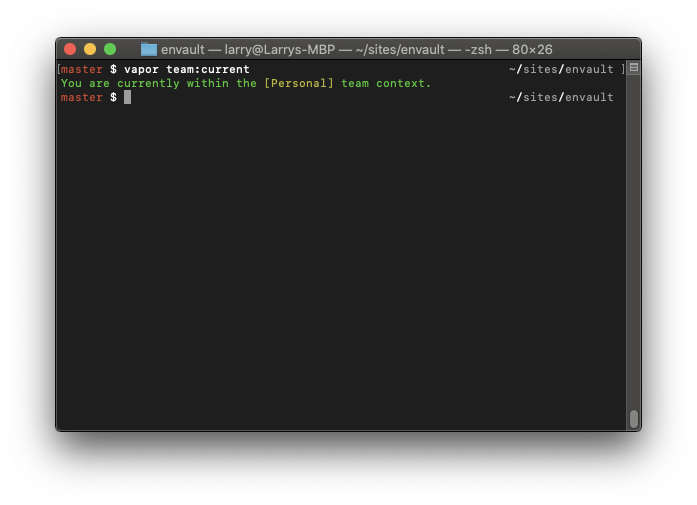 envault — larry@Larrys-MBP — ~/sites/envault — -zsh — 80×26
[master $ vapor team:current ~/sites/envault ]
You are currently within the [Personal] team context.
master $ ~/sites/envault